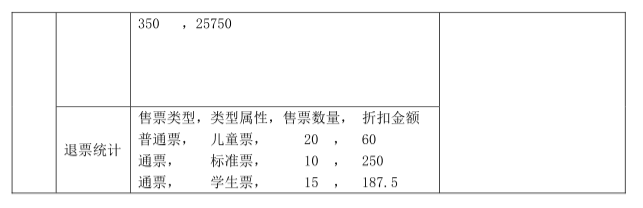 350 ，25750
退票统计
售票类型，类型属性，售票数量， 折扣金额
普通票， 儿童票， 20 ， 60
通票， 标准票， 10 ， 250
通票， 学生票， 15 ， 187.5